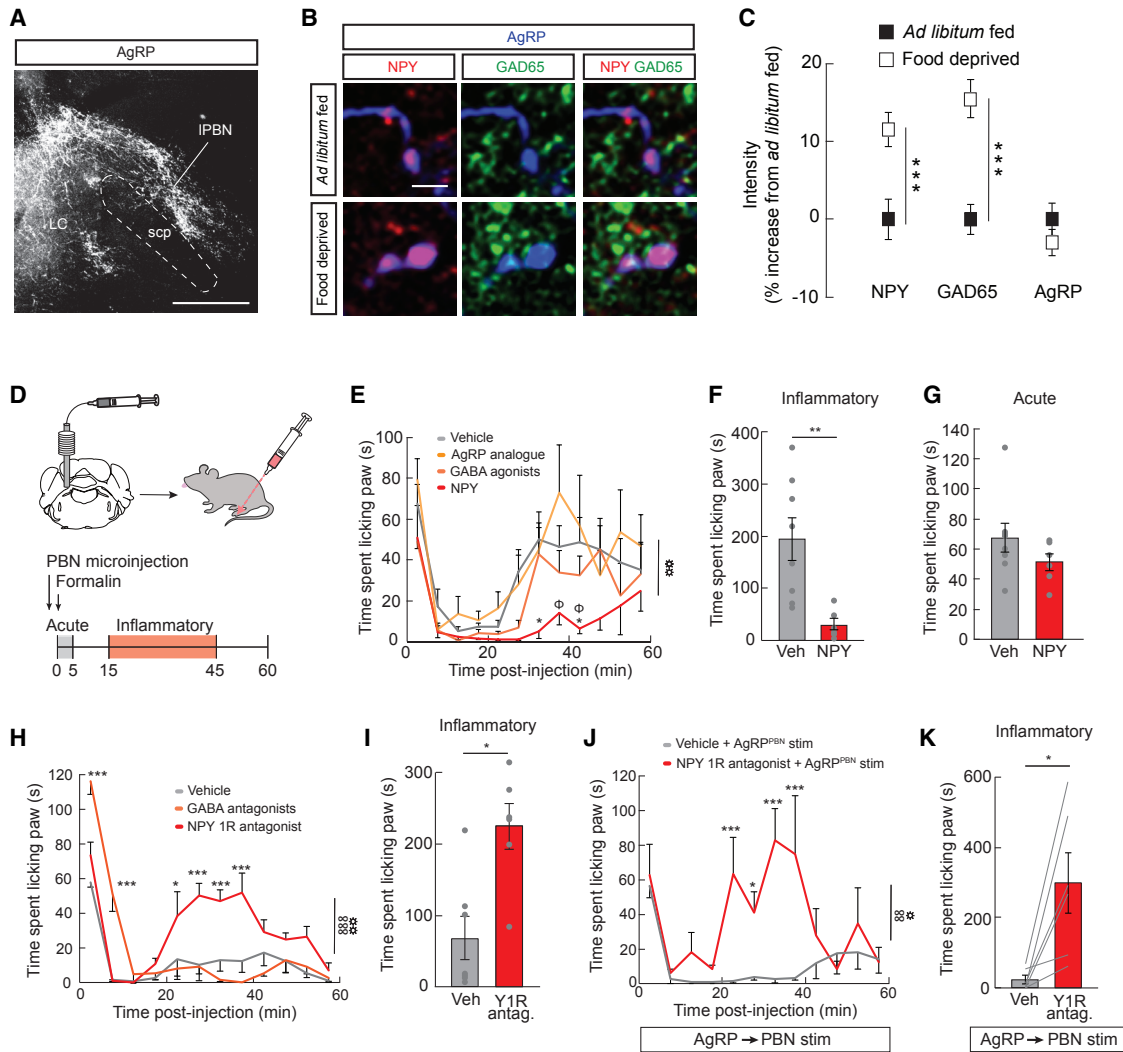 A
AgRP
lPBN
LC
scp
B
AgRP
NPY
GAD65
NPY GAD65
Ad libitum fed
Food deprived
C
Ad libitum fed
Food deprived
Intensity
(% increase from ad libitum fed)
20
10
0
-10
***
***
NPY
GAD65
AgRP
D
PBN microinjection
Formalin
Acute
Inflammatory
0 5 15 45 60
E
Time spent licking paw (s)
100
80
60
40
20
0
Vehicle
AgRP analogue
GABA agonists
NPY
* Φ Φ
*
☼☼
0 20 40 60
Time post-injection (min)
F
Inflammatory
**
Time spent licking paw (s)
400
300
200
100
0
Veh NPY
G
Acute
Time spent licking paw (s)
140
120
100
80
60
40
20
0
Veh NPY
H
Time spent licking paw (s)
120
100
80
60
40
20
0
Vehicle
GABA antagonists
NPY 1R antagonist
*** *** * *** *** ***
∞∞☼☼
0 20 40 60
Time post-injection (min)
I
Inflammatory
*
Time spent licking paw (s)
300
200
100
0
Veh Y1R
antag.
J
Vehicle + AgRPᴾᴮᴺ stim
NPY 1R antagonist + AgRPᴾᴮᴺ stim
Time spent licking paw (s)
120
100
80
60
40
20
0
*** * *** ***
∞☼
0 20 40 60
Time post-injection (min)
AgRP → PBN stim
K
Inflammatory
*
Time spent licking paw (s)
600
400
200
0
Veh Y1R
antag.
AgRP → PBN stim